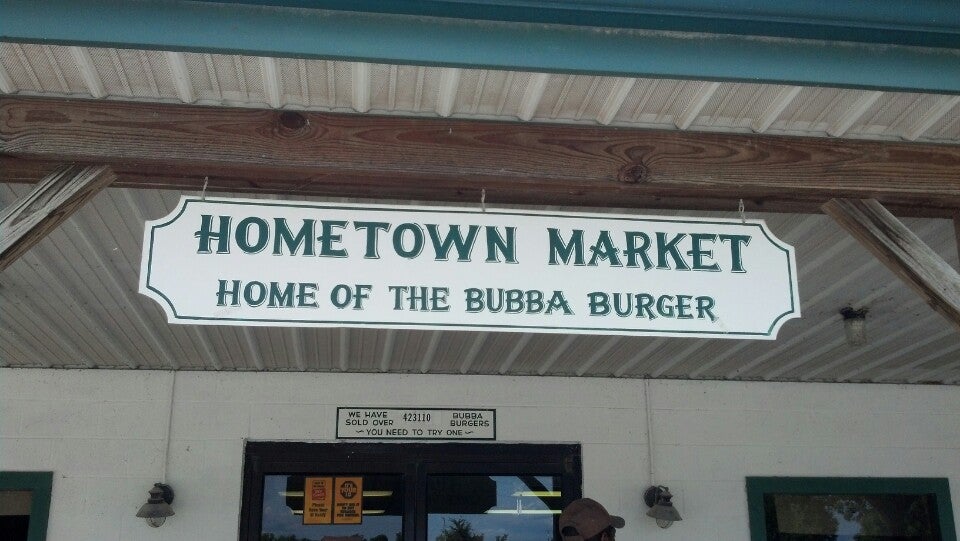 HOMETOWN MARKET
HOME OF THE BUBBA BURGER
WE HAVE SOLD OVER 423110 BUBBA BURGERS
~ YOU NEED TO TRY ONE ~